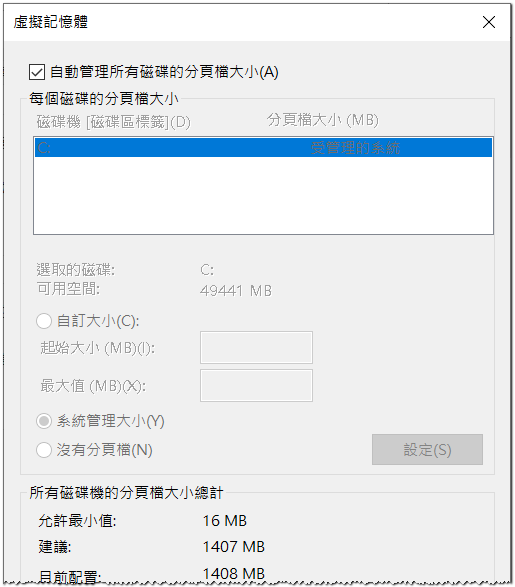 虛擬記憶體
自動管理所有磁碟的分頁檔大小(A)
每個磁碟的分頁檔大小
磁碟機 [磁碟區標籤](D) 分頁檔大小 (MB)
C: 受管理的系統
選取的磁碟: C:
可用空間: 49441 MB
自訂大小(C):
起始大小 (MB)(I):
最大值 (MB)(X):
系統管理大小(Y)
沒有分頁檔(N) 設定(S)
所有磁碟機的分頁檔大小總計
允許最小值: 16 MB
建議: 1407 MB
目前配置: 1408 MB